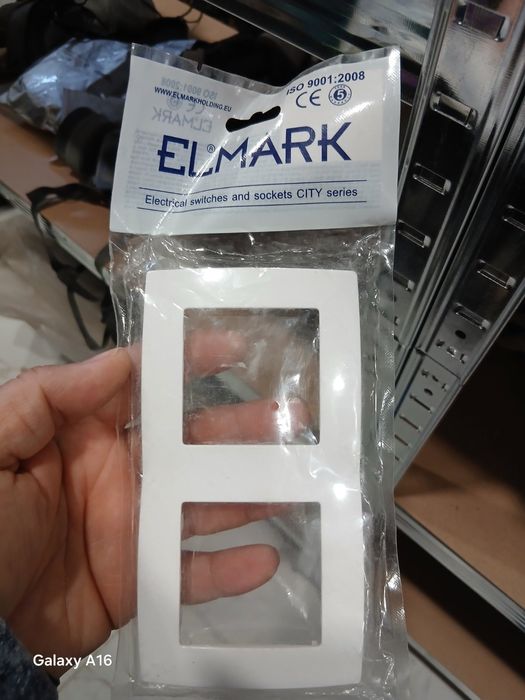 ISO 9001:2008
WWW.ELMARKHOLDING.EU
CE 5
ELMARK®
Electrical switches and sockets CITY series
Galaxy A16